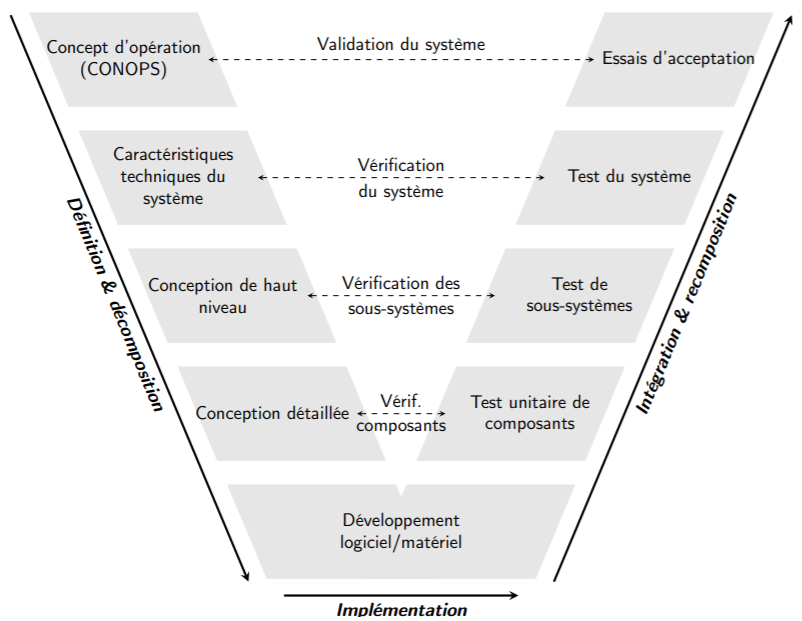 Concept d'opération
(CONOPS)
Validation du système
Essais d'acceptation
Caractéristiques
techniques du
système
Vérification
du système
Test du système
Définition & décomposition
Conception de haut
niveau
Vérification des
sous-systèmes
Test de
sous-systèmes
Intégration & recomposition
Conception détaillée
Vérif.
composants
Test unitaire de
composants
Développement
logiciel/matériel
Implémentation